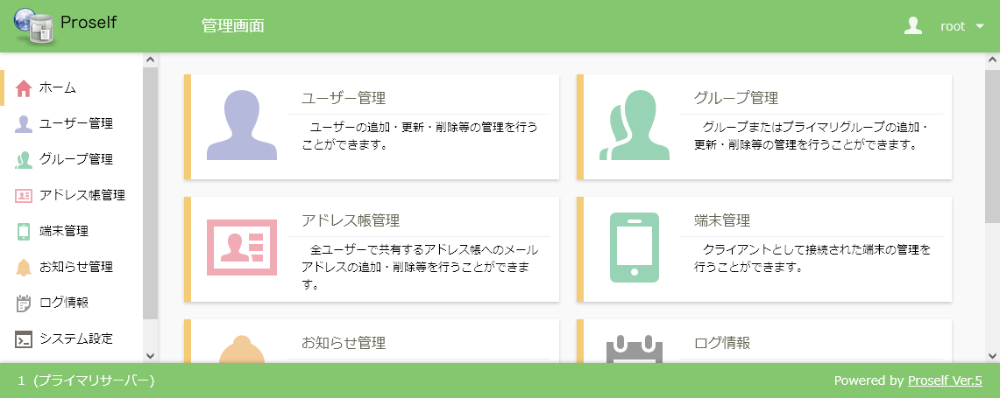 Proself
管理画面
root
ホーム
ユーザー管理
グループ管理
アドレス帳管理
端末管理
お知らせ管理
ログ情報
システム設定
ユーザー管理
ユーザーの追加・更新・削除等の管理を行う
ことができます。
グループ管理
グループまたはプライマリグループの追加・
更新・削除等の管理を行うことができます。
アドレス帳管理
全ユーザーで共有するアドレス帳へのメール
アドレスの追加・削除等を行うことができま
す。
端末管理
クライアントとして接続された端末の管理を
行うことができます。
お知らせ管理
ログ情報
1 (プライマリサーバー)
Powered by Proself Ver.5